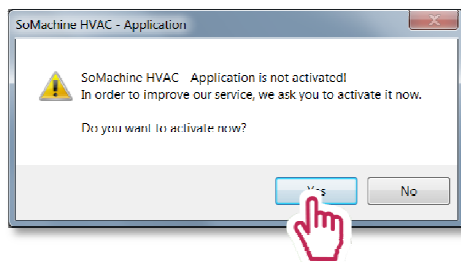 SoMachine HVAC - Application
SoMachine HVAC Application is not activated!
In order to improve our service, we ask you to activate it now.
Do you want to activate now?
Yes
No